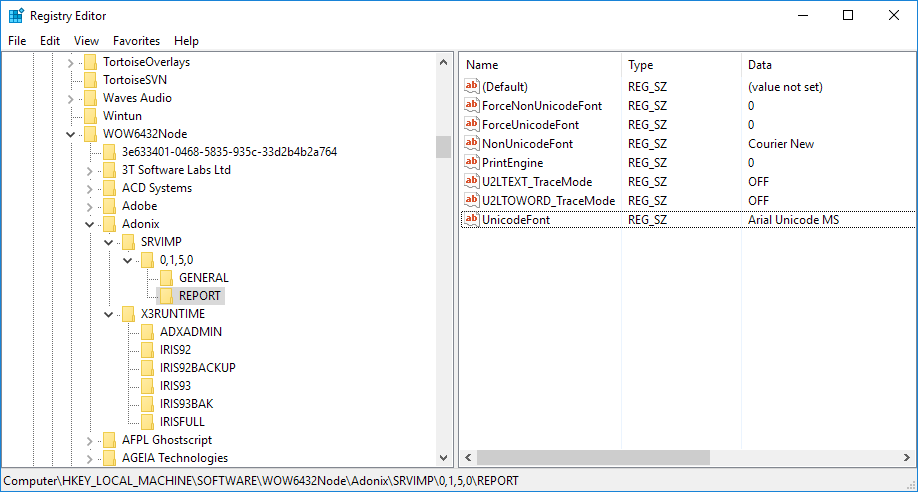 Registry Editor
File Edit View Favorites Help
TortoiseOverlays
TortoiseSVN
Waves Audio
Wintun
WOW6432Node
3e633401-0468-5835-935c-33d2b4b2a764
3T Software Labs Ltd
ACD Systems
Adobe
Adonix
SRVIMP
0,1,5,0
GENERAL
REPORT
X3RUNTIME
ADXADMIN
IRIS92
IRIS92BACKUP
IRIS93
IRIS93BAK
IRISFULL
AFPL Ghostscript
AGEIA Technologies
Name Type Data
(Default) REG_SZ (value not set)
ForceNonUnicodeFont REG_SZ 0
ForceUnicodeFont REG_SZ 0
NonUnicodeFont REG_SZ Courier New
PrintEngine REG_SZ 0
U2LTEXT_TraceMode REG_SZ OFF
U2LTOWORD_TraceMode REG_SZ OFF
UnicodeFont REG_SZ Arial Unicode MS
Computer\HKEY_LOCAL_MACHINE\SOFTWARE\WOW6432Node\Adonix\SRVIMP\0,1,5,0\REPORT